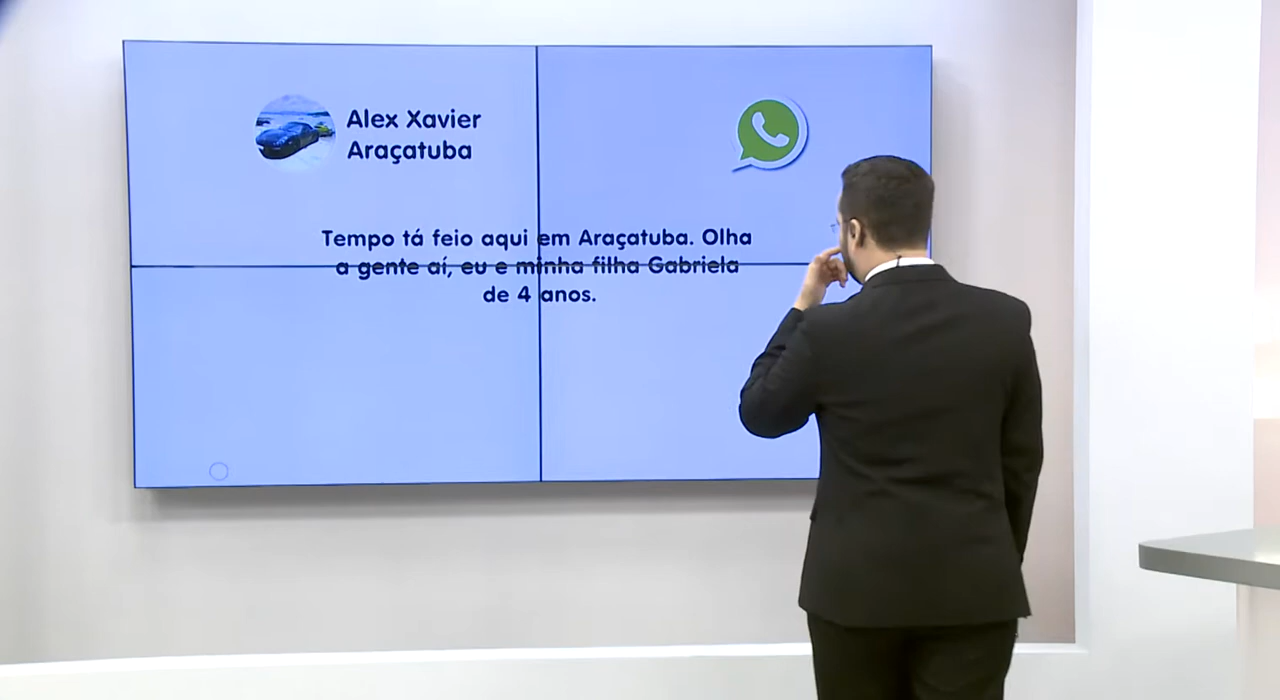 Alex Xavier
Araçatuba
Tempo tá feio aqui em Araçatuba. Olha
a gente aí, eu e minha filha Gabriela
de 4 anos.